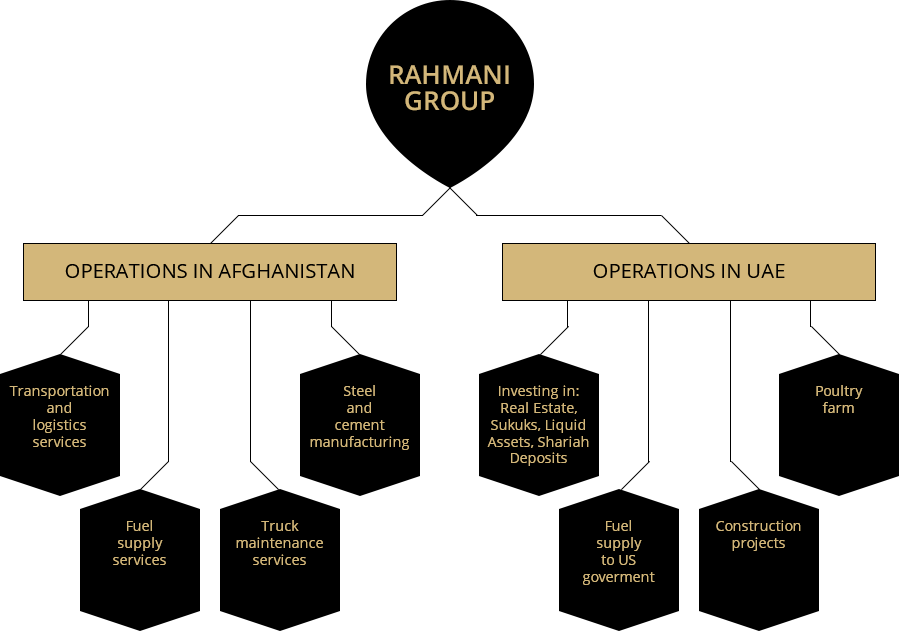 RAHMANI
GROUP
OPERATIONS IN AFGHANISTAN
OPERATIONS IN UAE
Transportation
and
logistics
services
Steel
and
cement
manufacturing
Investing in:
Real Estate,
Sukuks, Liquid
Assets, Shariah
Deposits
Poultry
farm
Fuel
supply
services
Truck
maintenance
services
Fuel
supply
to US
goverment
Construction
projects